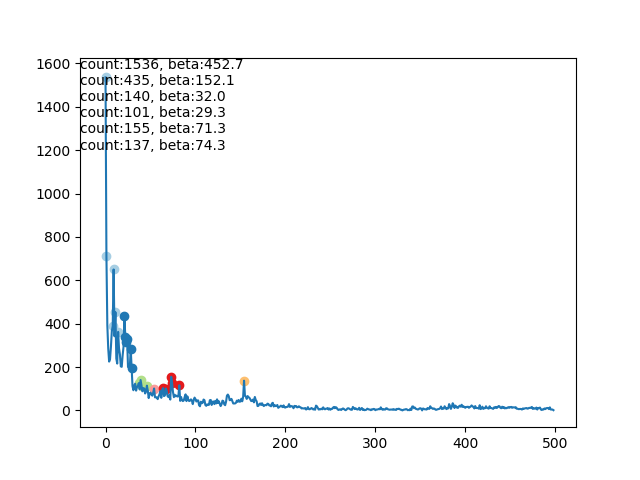 count:1536, beta:452.7
count:435, beta:152.1
count:140, beta:32.0
count:101, beta:29.3
count:155, beta:71.3
count:137, beta:74.3
1600
1400
1200
1000
800
600
400
200
0
0 100 200 300 400 500